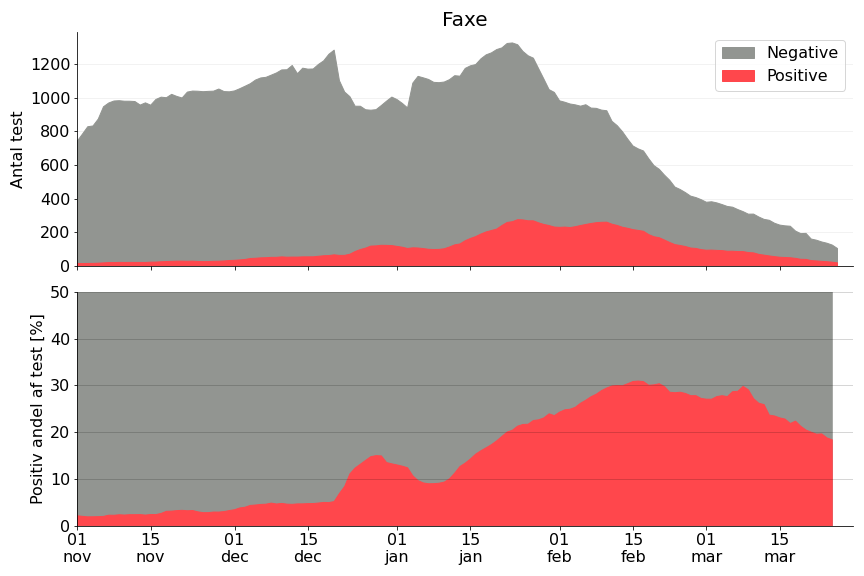 Faxe
Antal test
1200
1000
800
600
400
200
0
Negative
Positive
Positiv andel af test [%]
50
40
30
20
10
0
01 15 01 15 01 15 01 15 01 15
nov nov dec dec jan jan feb feb mar mar